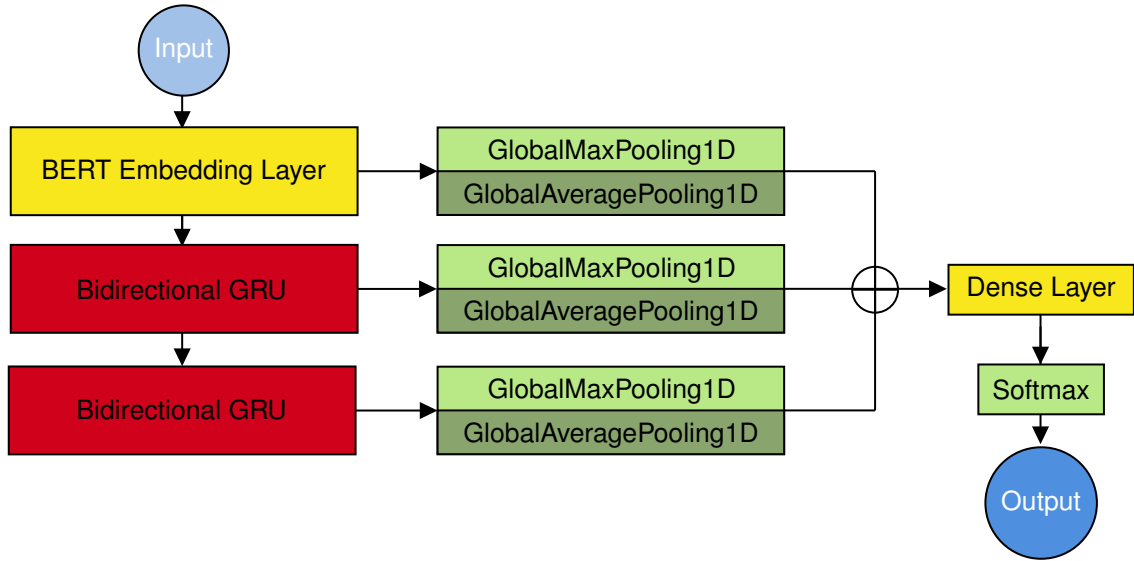 Input
BERT Embedding Layer
GlobalMaxPooling1D
GlobalAveragePooling1D
Bidirectional GRU
GlobalMaxPooling1D
GlobalAveragePooling1D
Dense Layer
Bidirectional GRU
GlobalMaxPooling1D
GlobalAveragePooling1D
Softmax
Output